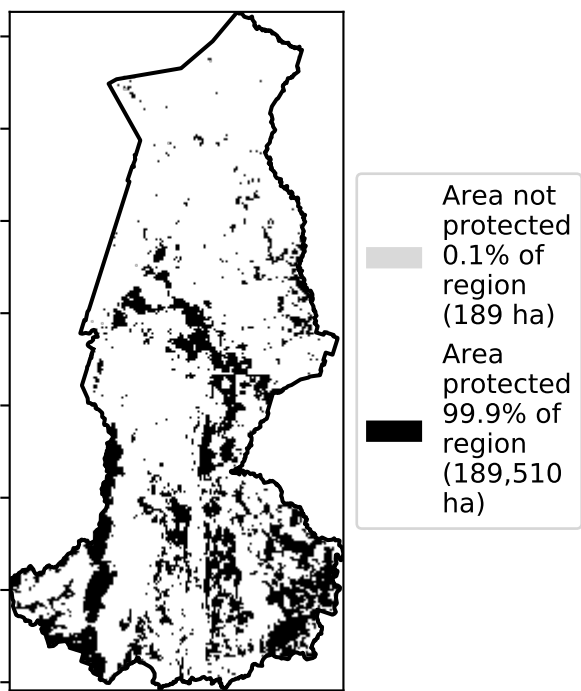 Area not
protected
0.1% of
region
(189 ha)
Area
protected
99.9% of
region
(189,510
ha)